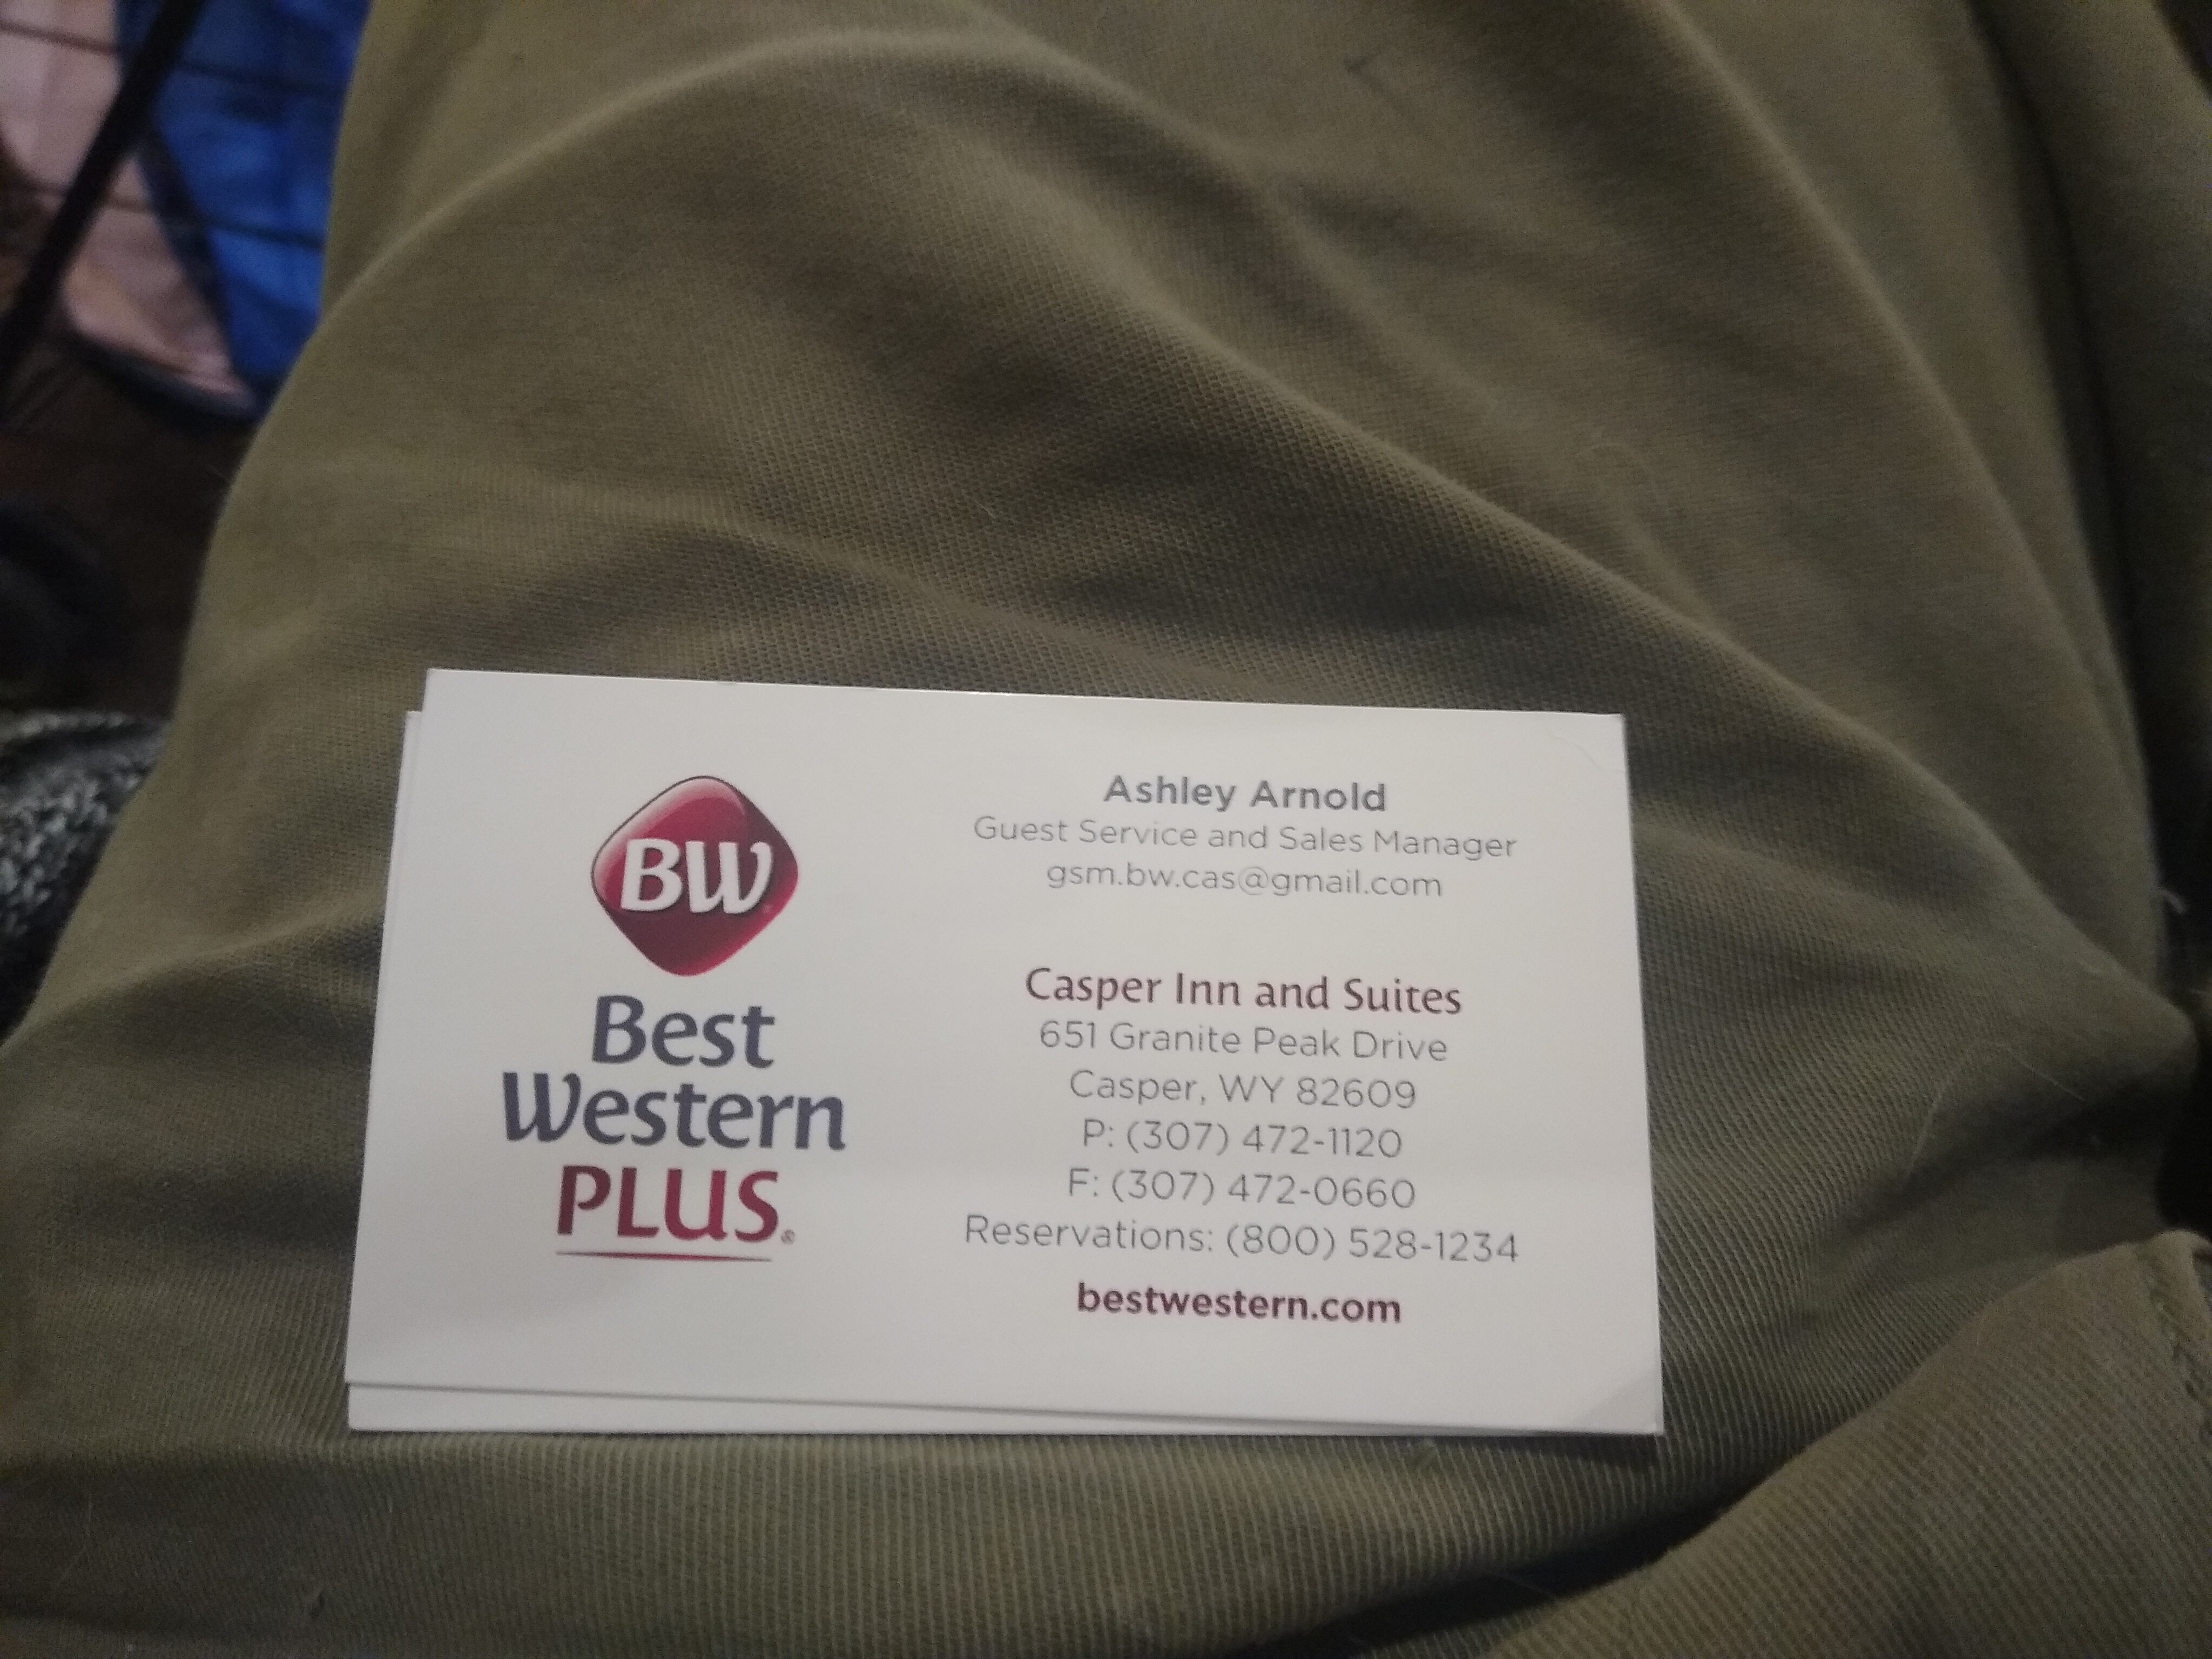 BW
Best
Western
PLUS®
Ashley Arnold
Guest Service and Sales Manager
gsm.bw.cas@gmail.com
Casper Inn and Suites
651 Granite Peak Drive
Casper, WY 82609
P: (307) 472-1120
F: (307) 472-0660
Reservations: (800) 528-1234
bestwestern.com